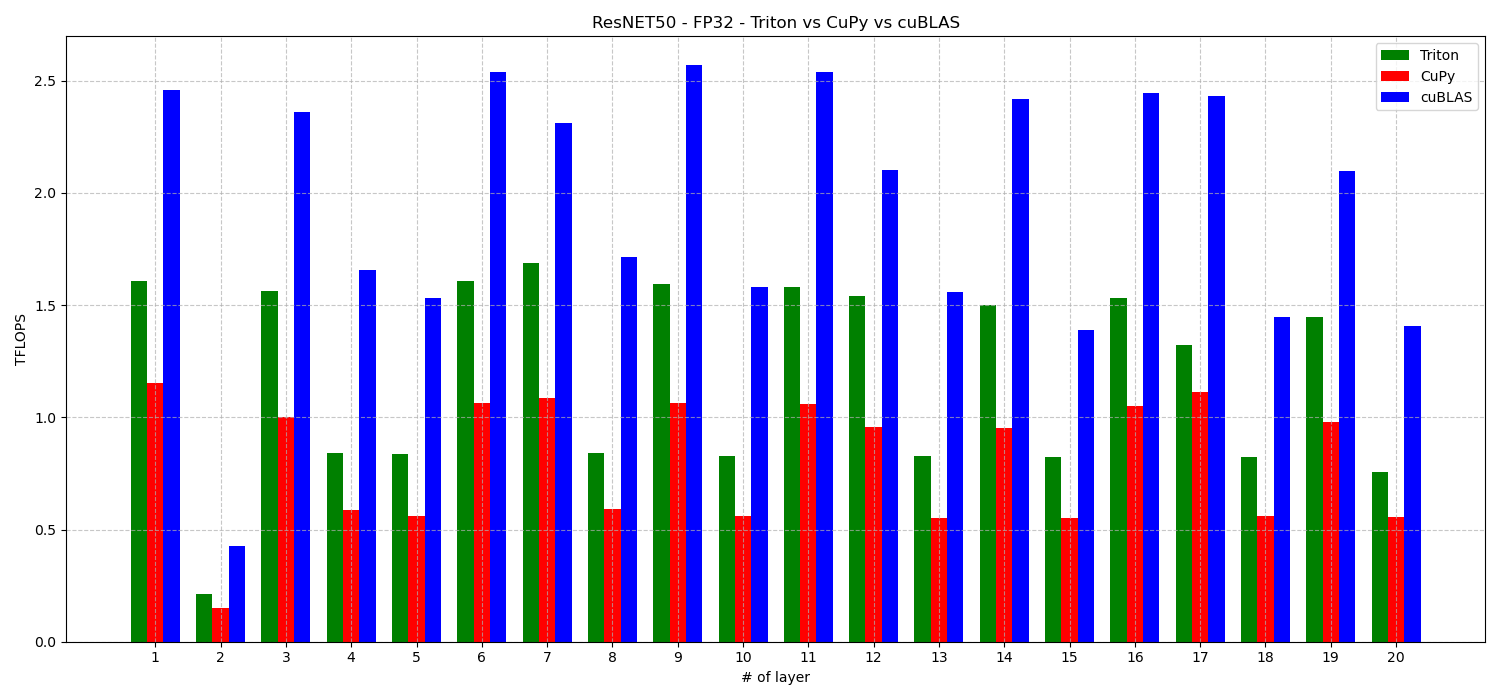 ResNET50 - FP32 - Triton vs CuPy vs cuBLAS
Triton
CuPy
cuBLAS
TFLOPS
2.5
2.0
1.5
1.0
0.5
0.0
1 2 3 4 5 6 7 8 9 10 11 12 13 14 15 16 17 18 19 20
# of layer